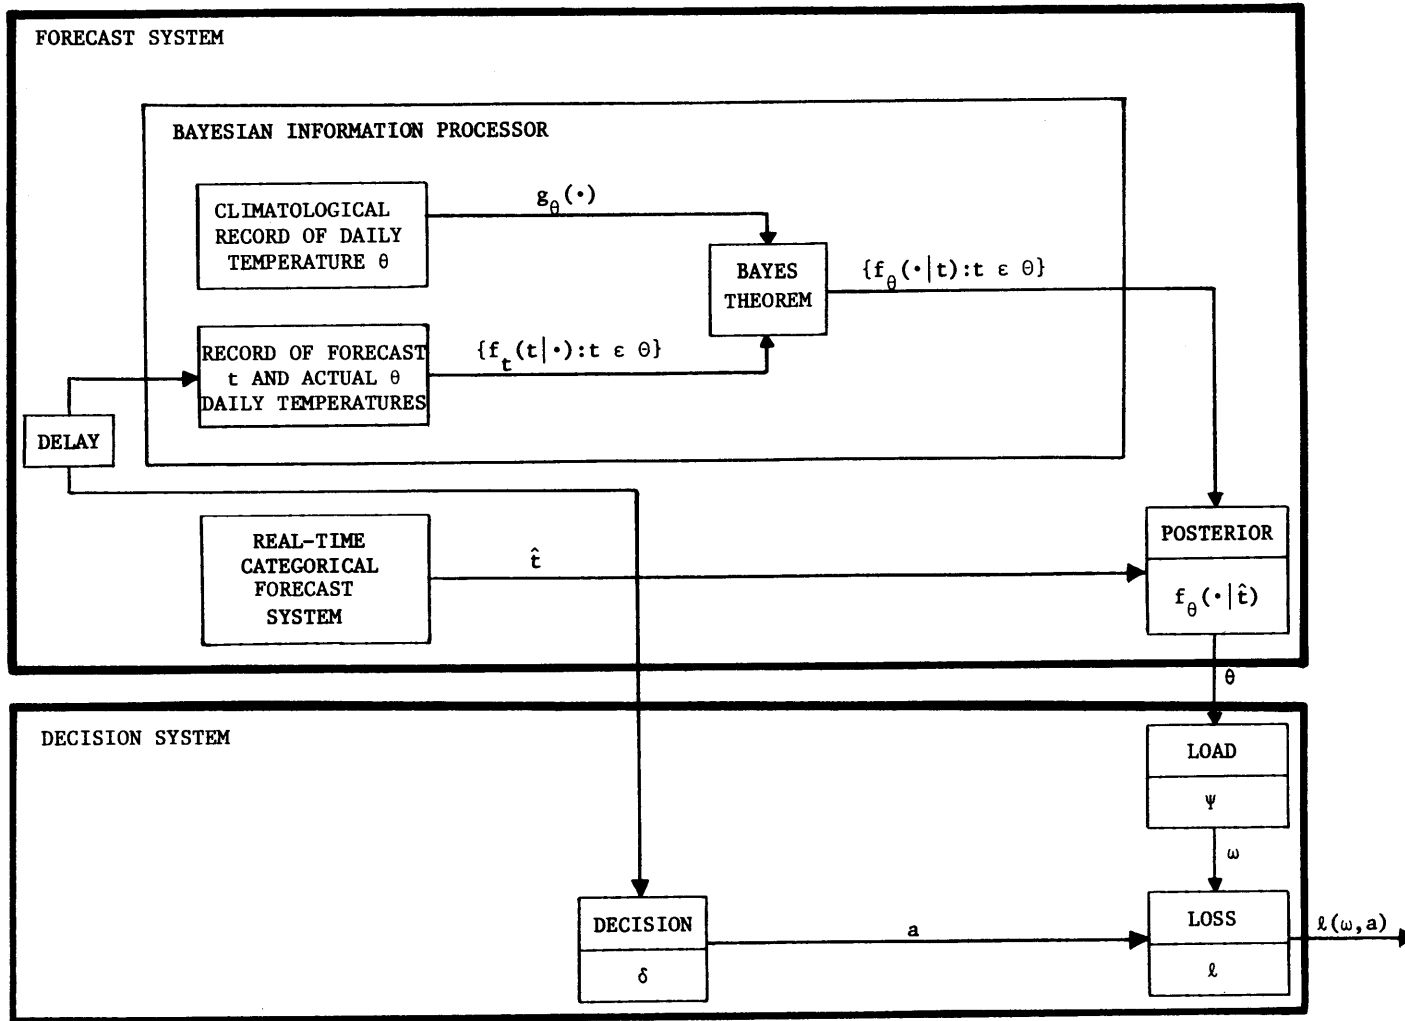 FORECAST SYSTEM
BAYESIAN INFORMATION PROCESSOR
CLIMATOLOGICAL
RECORD OF DAILY
TEMPERATURE θ
g_θ(·)
BAYES
THEOREM
{f_θ(·|t):t ε Θ}
RECORD OF FORECAST
t AND ACTUAL θ
DAILY TEMPERATURES
{f_t(t|·):t ε Θ}
DELAY
REAL-TIME
CATEGORICAL
FORECAST
SYSTEM
t̂
POSTERIOR
f_θ(·|t̂)
θ
DECISION SYSTEM
LOAD
Ψ
ω
DECISION
δ
a
LOSS
ℓ
ℓ(ω,a)